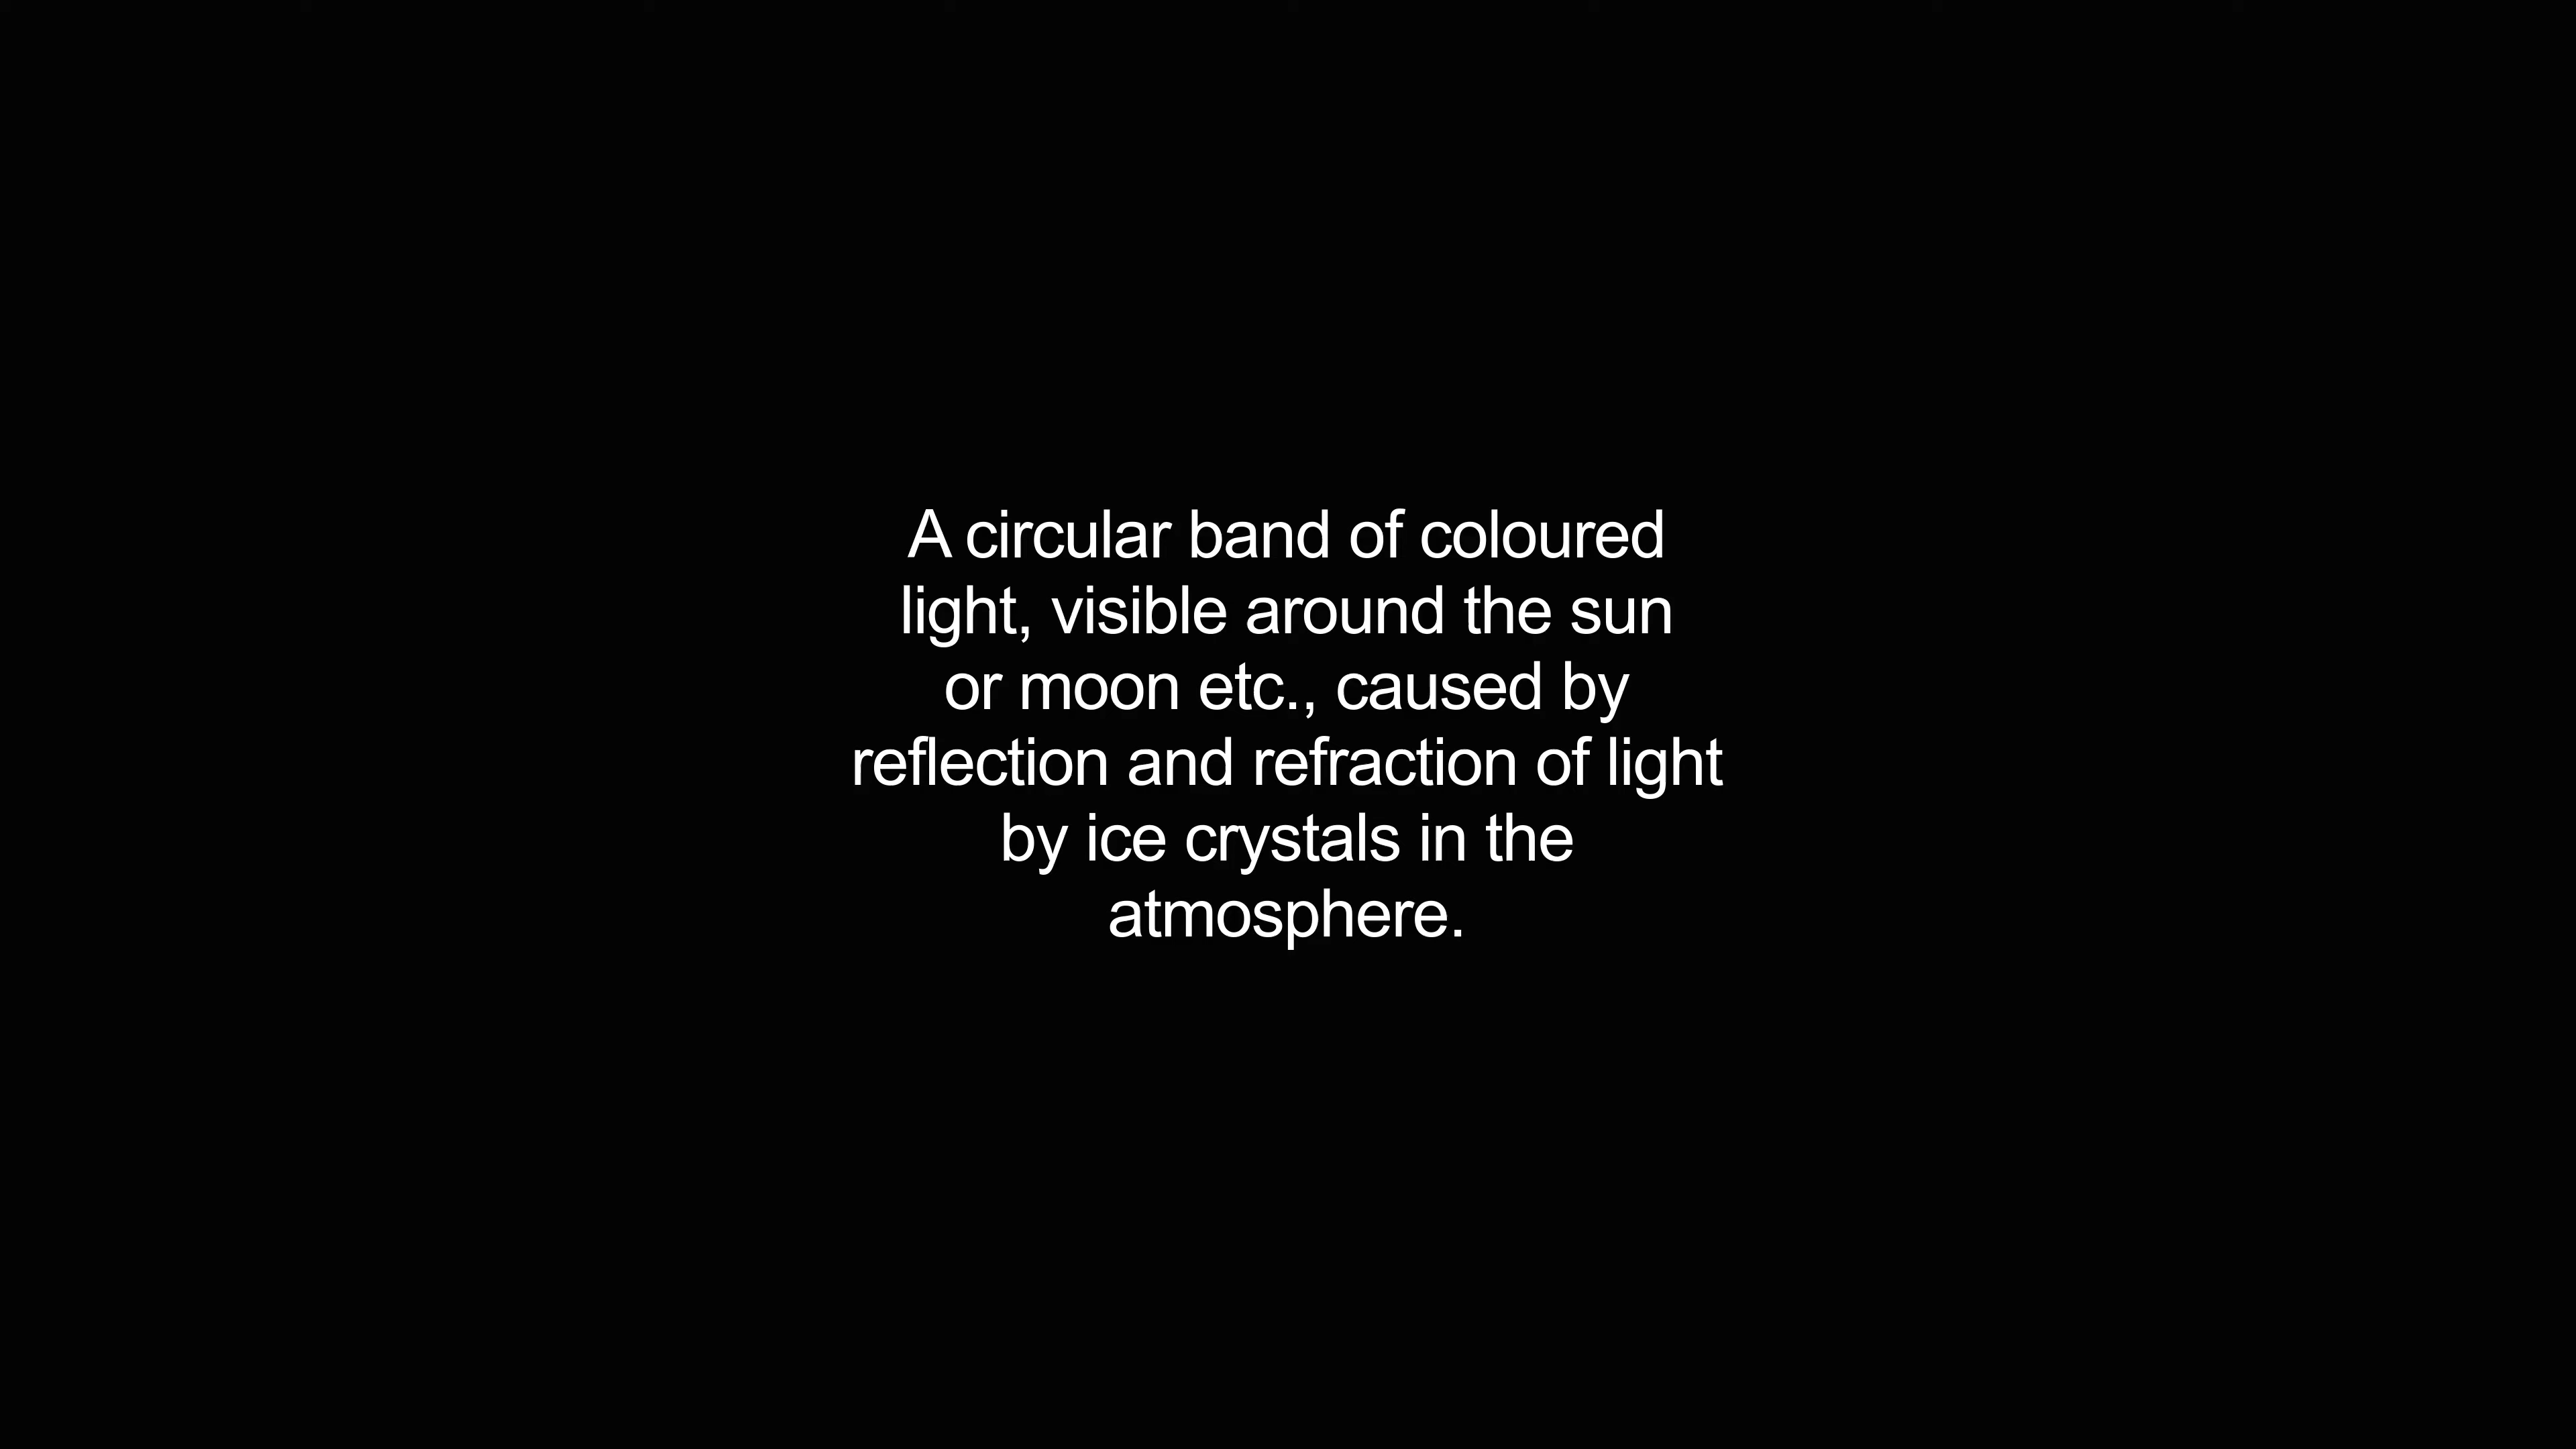 A circular band of coloured
light, visible around the sun
or moon etc., caused by
reflection and refraction of light
by ice crystals in the
atmosphere.